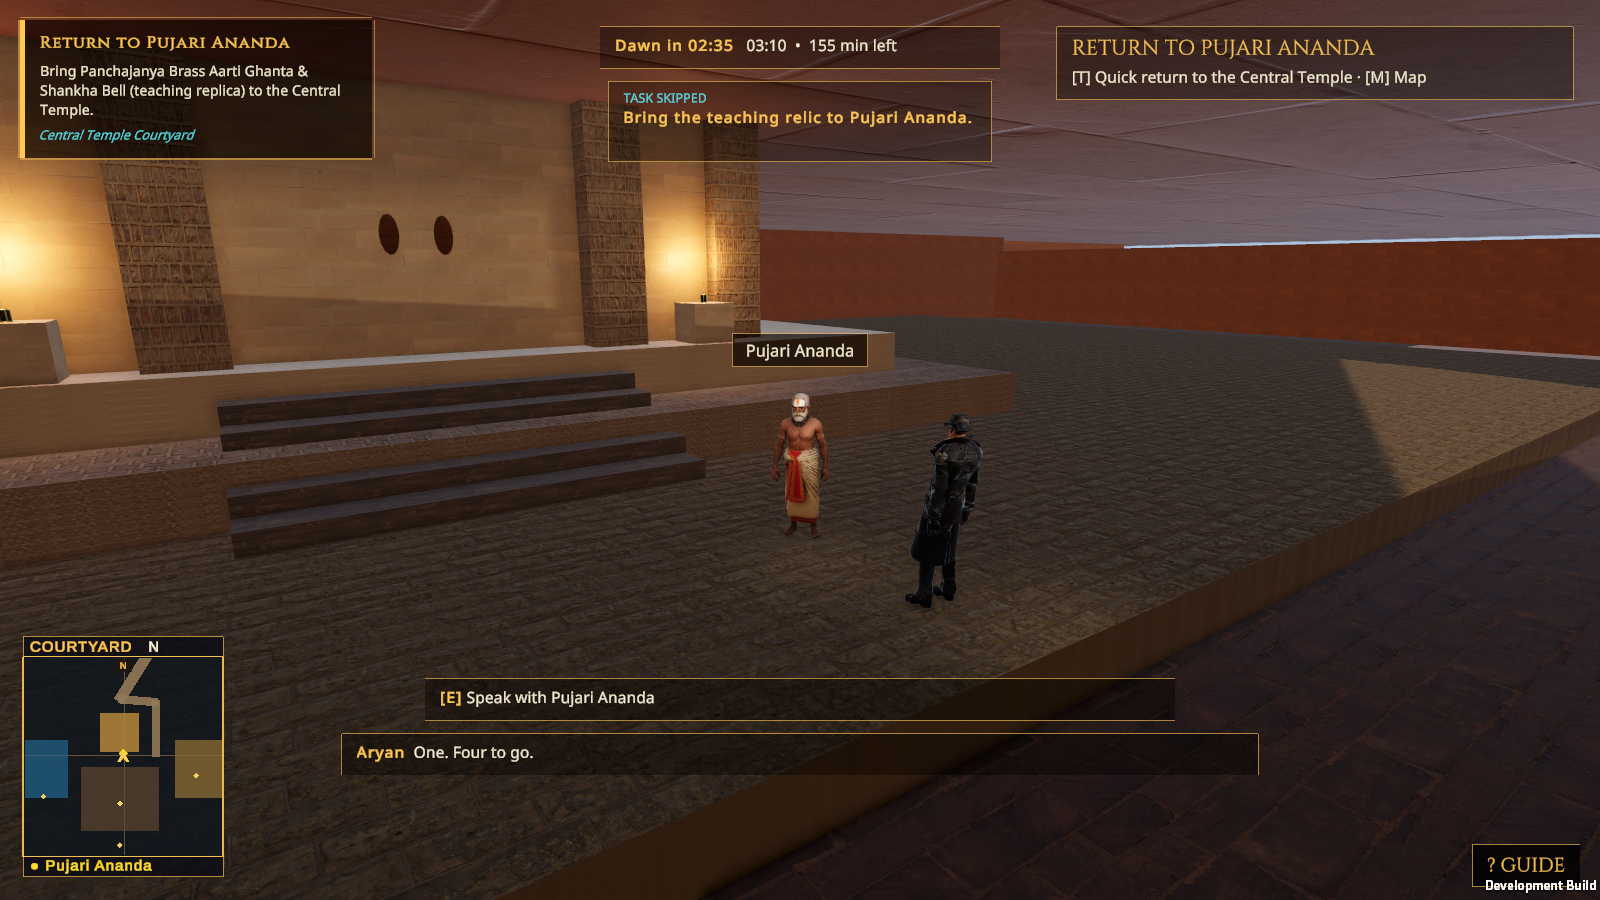 RETURN TO PUJARI ANANDA
Bring Panchajanya Brass Aarti Ghanta &
Shankha Bell (teaching replica) to the Central
Temple.
Central Temple Courtyard
Dawn in 02:35 03:10 • 155 min left
TASK SKIPPED
Bring the teaching relic to Pujari Ananda.
RETURN TO PUJARI ANANDA
[T] Quick return to the Central Temple · [M] Map
Pujari Ananda
COURTYARD N
N
Pujari Ananda
[E] Speak with Pujari Ananda
Aryan One. Four to go.
? GUIDE
Development Build